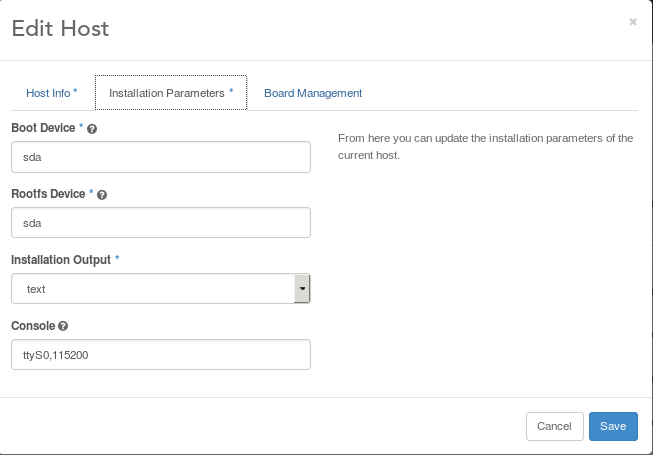 Edit Host
×
Host Info *
Installation Parameters *
Board Management
Boot Device * ?
sda
From here you can update the installation parameters of the
current host.
Rootfs Device * ?
sda
Installation Output *
text
Console ?
ttyS0,115200
Cancel
Save